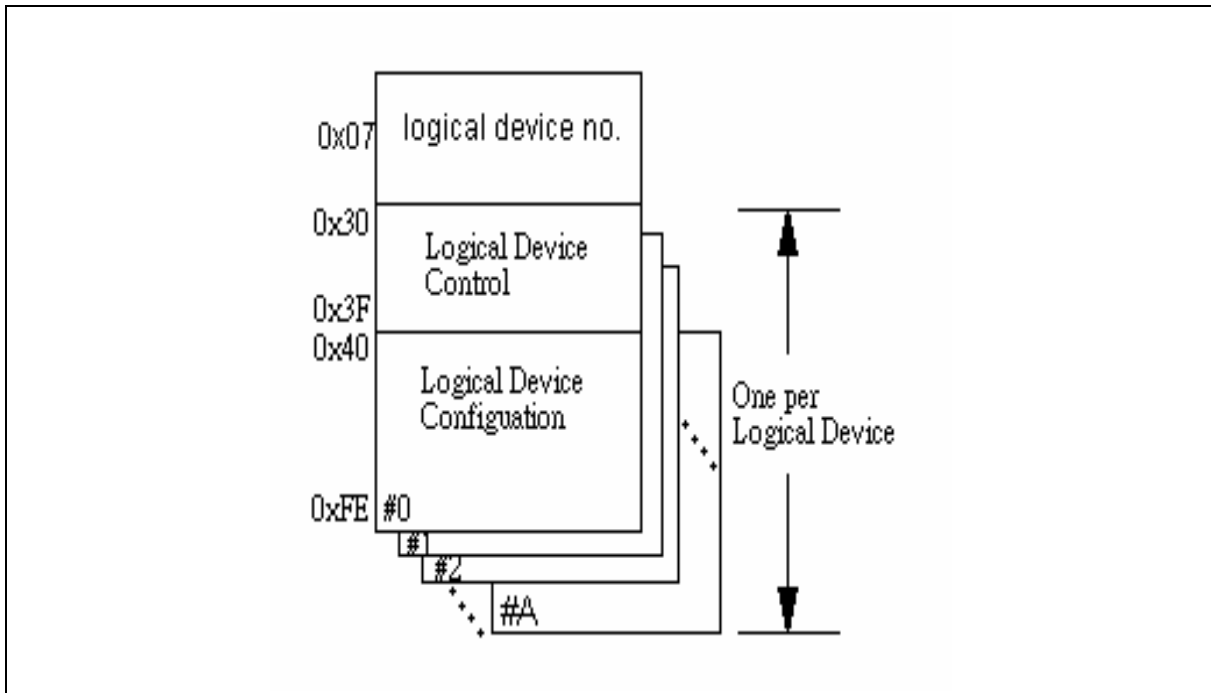 0x07
logical device no.
0x30
Logical Device
Control
0x3F
0x40
Logical Device
Configuation
One per
Logical Device
0xFE
#0
#
#2
#A